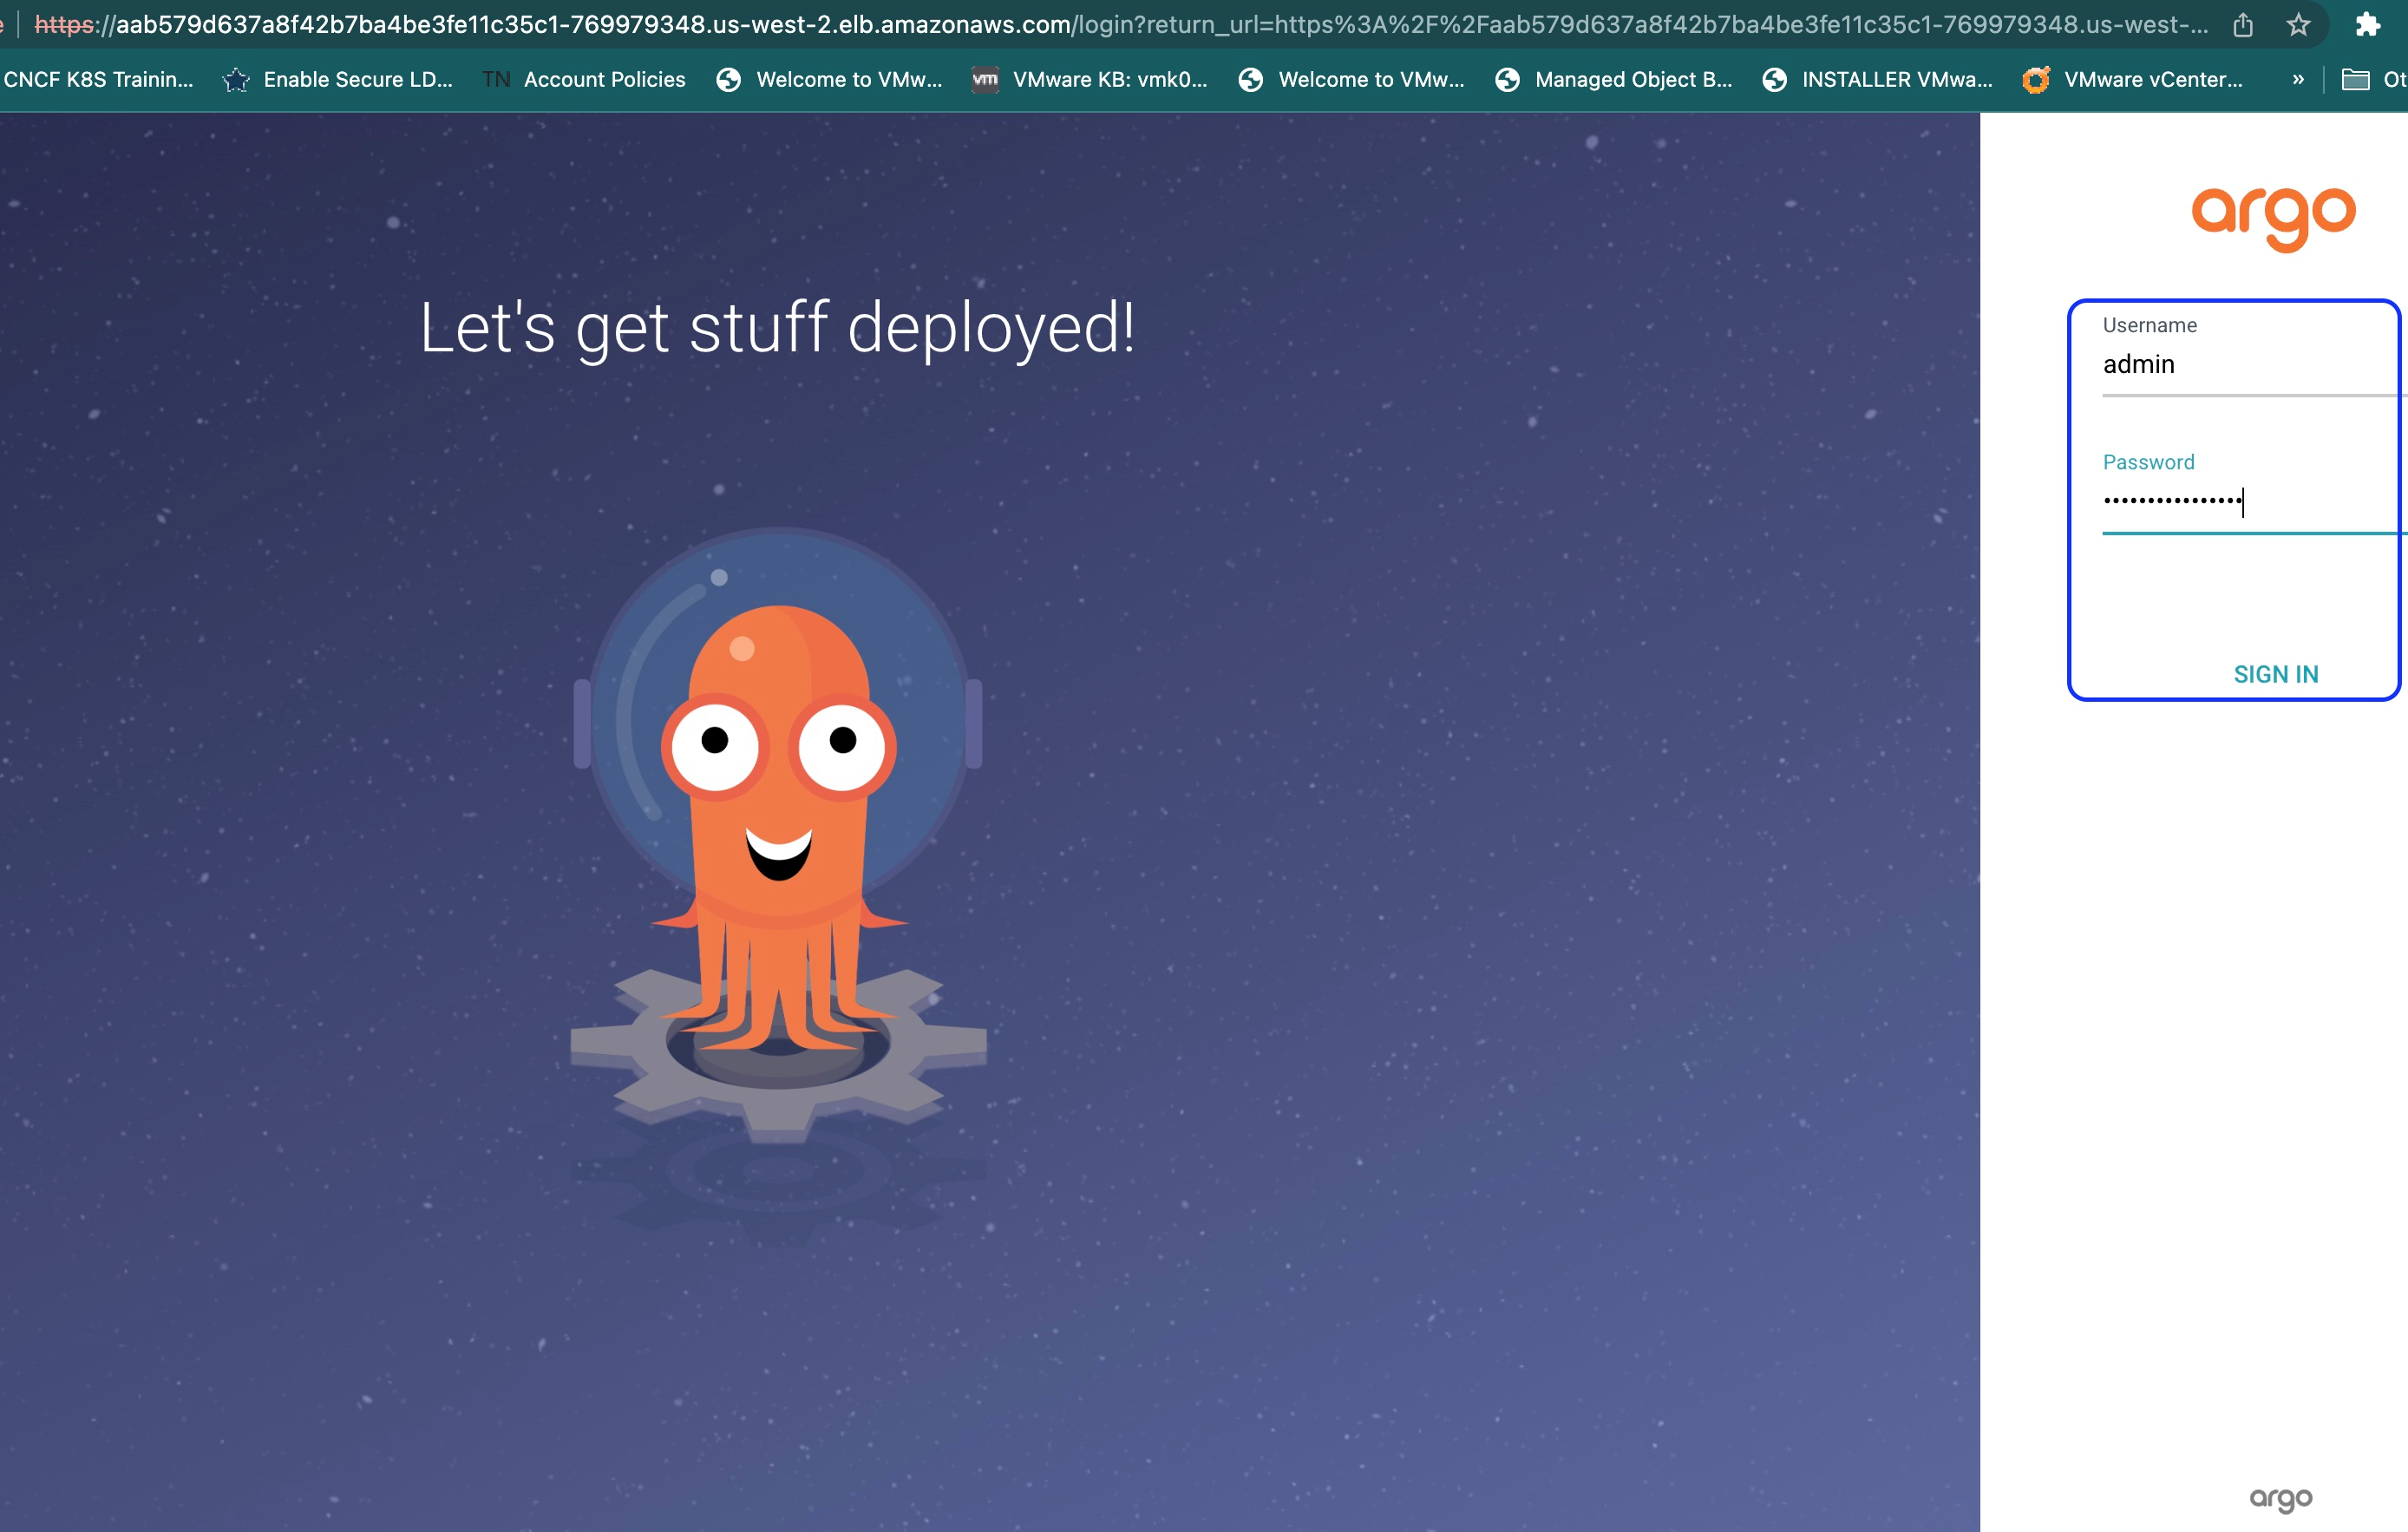 https://aab579d637a8f42b7ba4be3fe11c35c1-769979348.us-west-2.elb.amazonaws.com/login?return_url=https%3A%2F%2Faab579d637a8f42b7ba4be3fe11c35c1-769979348.us-west-...
CNCF K8S Trainin... Enable Secure LD... TN Account Policies Welcome to VMw... vm VMware KB: vmk0... Welcome to VMw... Managed Object B... INSTALLER VMwa... VMware vCenter... » Ot
argo
Let's get stuff deployed!
Username
admin
Password
••••••••••••••••
SIGN IN
argo